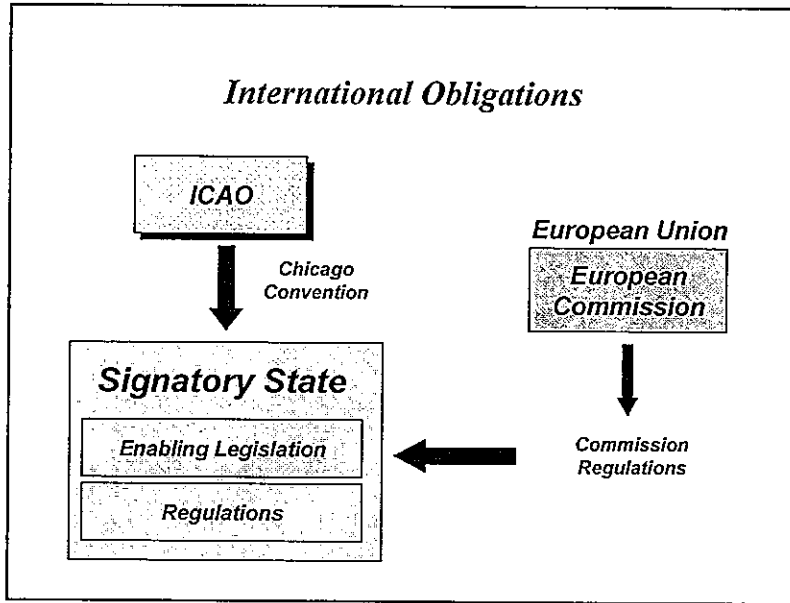 International Obligations
ICAO
Chicago
Convention
European Union
European
Commission
Signatory State
Enabling Legislation
Regulations
Commission
Regulations